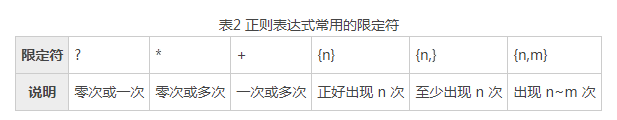 表2 正则表达式常用的限定符
限定符 ? * + {n} {n,} {n,m}
说明 零次或一次 零次或多次 一次或多次 正好出现 n 次 至少出现 n 次 出现 n~m 次